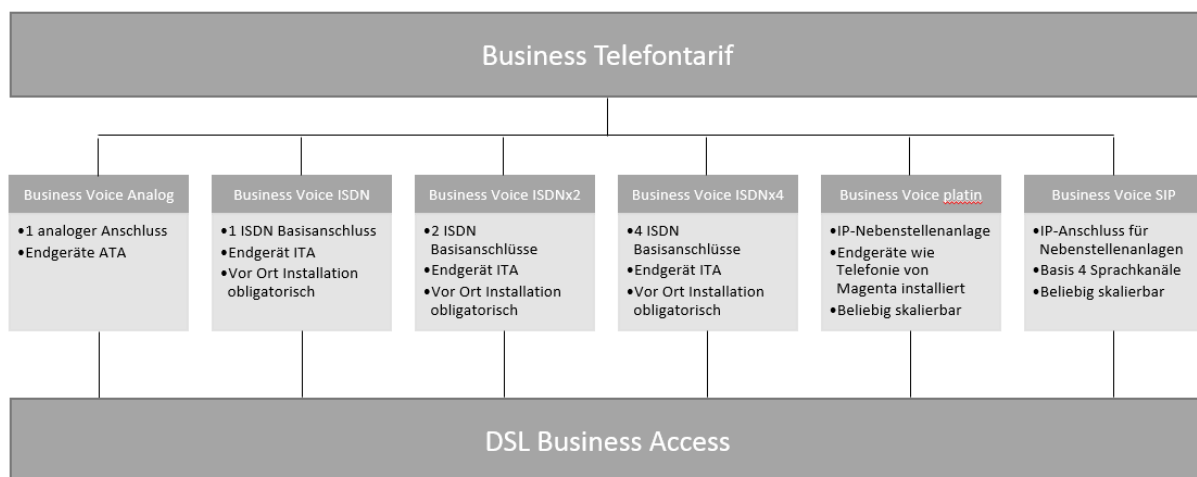 Business Telefontarif
Business Voice Analog
•1 analoger Anschluss
•Endgeräte ATA
Business Voice ISDN
•1 ISDN Basisanschluss
•Endgerät ITA
•Vor Ort Installation
obligatorisch
Business Voice ISDNx2
•2 ISDN
Basisanschlüsse
•Endgerät ITA
•Vor Ort Installation
obligatorisch
Business Voice ISDNx4
•4 ISDN
Basisanschlüsse
•Endgerät ITA
•Vor Ort Installation
obligatorisch
Business Voice platin
•IP-Nebenstellenanlage
•Endgeräte wie
Telefonie von
Magenta installiert
•Beliebig skalierbar
Business Voice SIP
•IP-Anschluss für
Nebenstellenanlagen
•Basis 4 Sprachkanäle
•Beliebig skalierbar
DSL Business Access